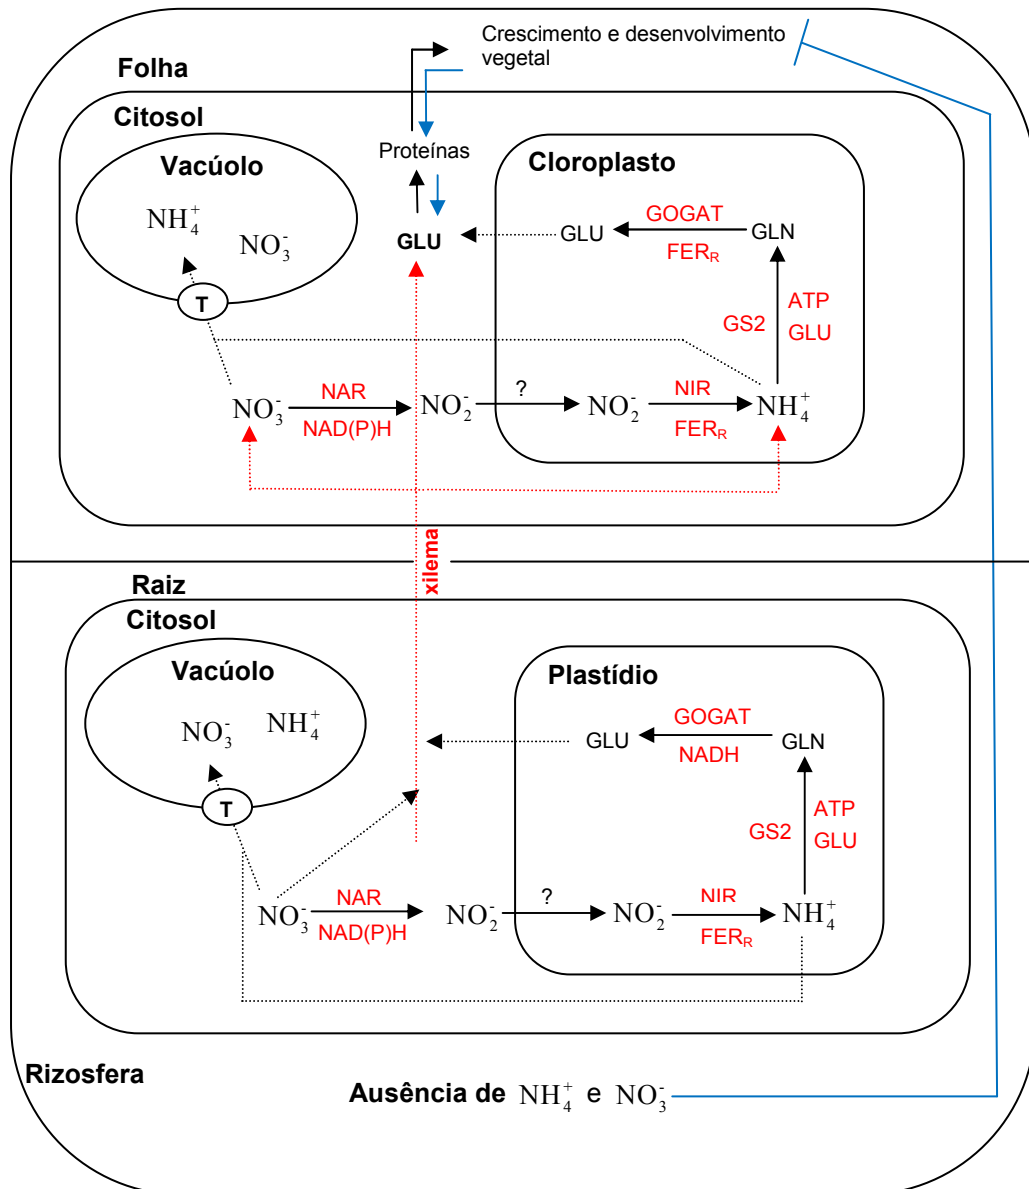 Crescimento e desenvolvimento
vegetal
Folha
Citosol
Vacúolo
NH₄⁺
NO₃⁻
T
Proteínas
GLU
Cloroplasto
GLU
GOGAT
FERR
GLN
GS2
ATP
GLU
NO₃⁻
NAR
NAD(P)H
NO₂⁻
?
NO₂⁻
NIR
FERR
NH₄⁺
xilema
Raiz
Citosol
Vacúolo
NO₃⁻
NH₄⁺
T
Plastídio
GLU
GOGAT
NADH
GLN
GS2
ATP
GLU
NO₃⁻
NAR
NAD(P)H
NO₂⁻
?
NO₂⁻
NIR
FERR
NH₄⁺
Rizosfera
Ausência de NH₄⁺ e NO₃⁻